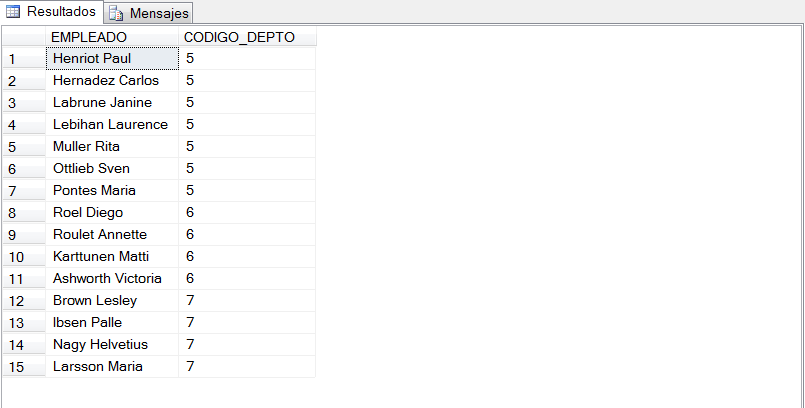 Resultados Mensajes
EMPLEADO CODIGO_DEPTO
1 Henriot Paul 5
2 Hernadez Carlos 5
3 Labrune Janine 5
4 Lebihan Laurence 5
5 Muller Rita 5
6 Ottlieb Sven 5
7 Pontes Maria 5
8 Roel Diego 6
9 Roulet Annette 6
10 Karttunen Matti 6
11 Ashworth Victoria 6
12 Brown Lesley 7
13 Ibsen Palle 7
14 Nagy Helvetius 7
15 Larsson Maria 7